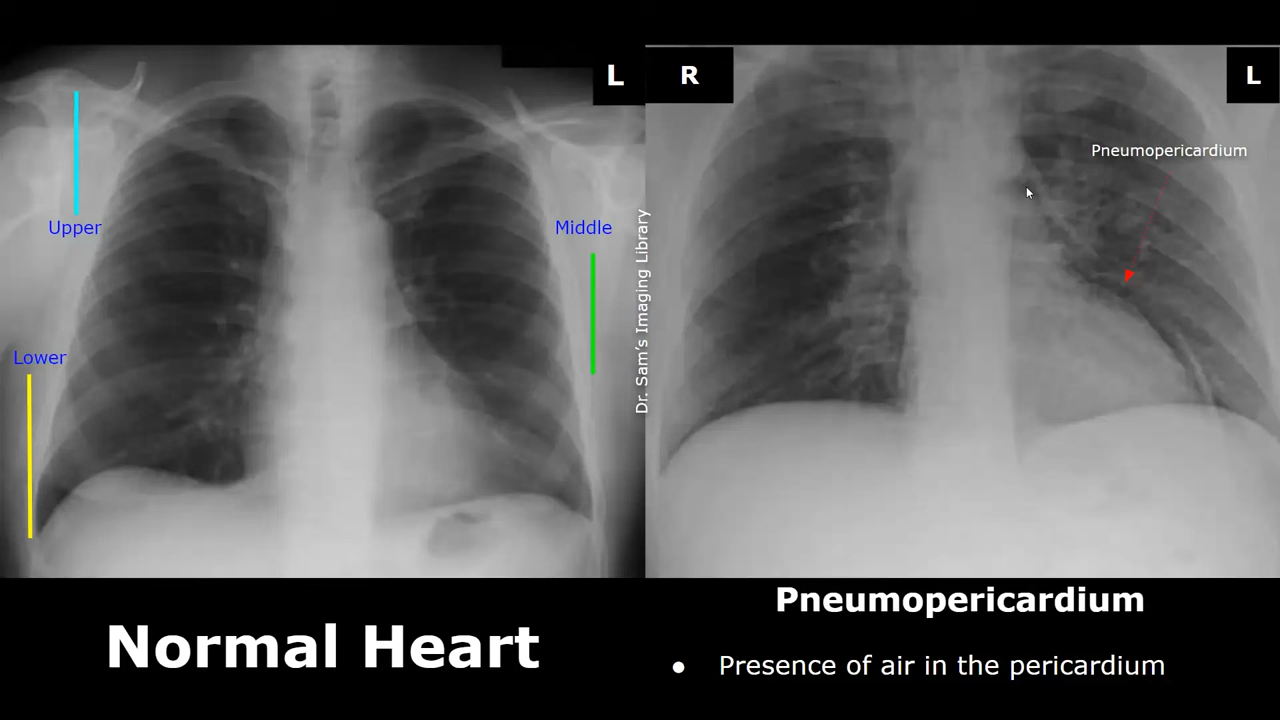 L
R
L
Pneumopericardium
Upper
Middle
Dr. Sam's Imaging Library
Lower
Normal Heart
Pneumopericardium
● Presence of air in the pericardium